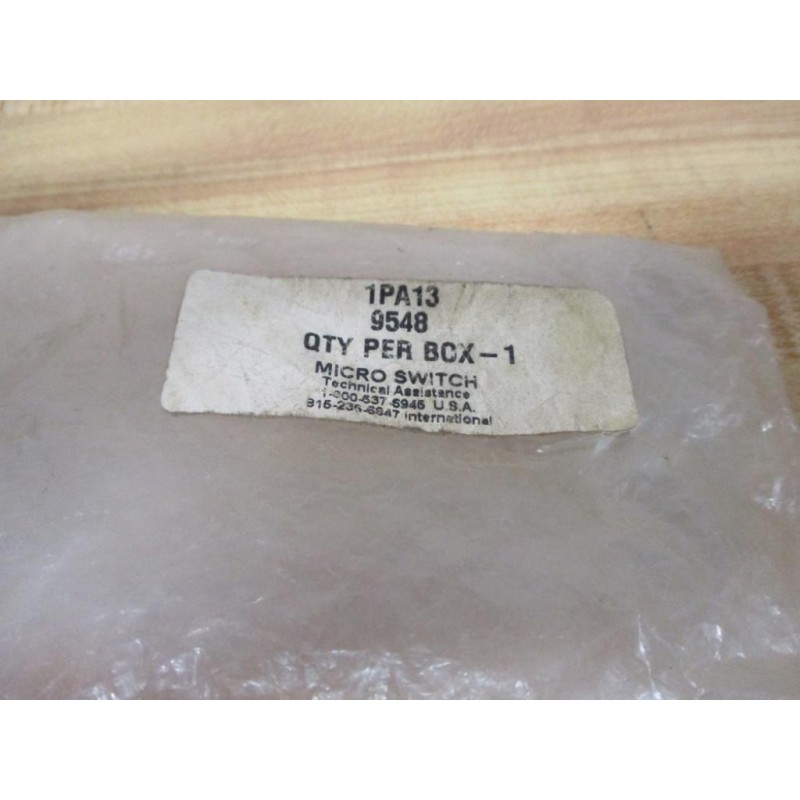 1PA13
9548
QTY PER BOX-1
MICRO SWITCH
Technical Assistance
1-800-537-6945 U.S.A.
815-235-6847 International